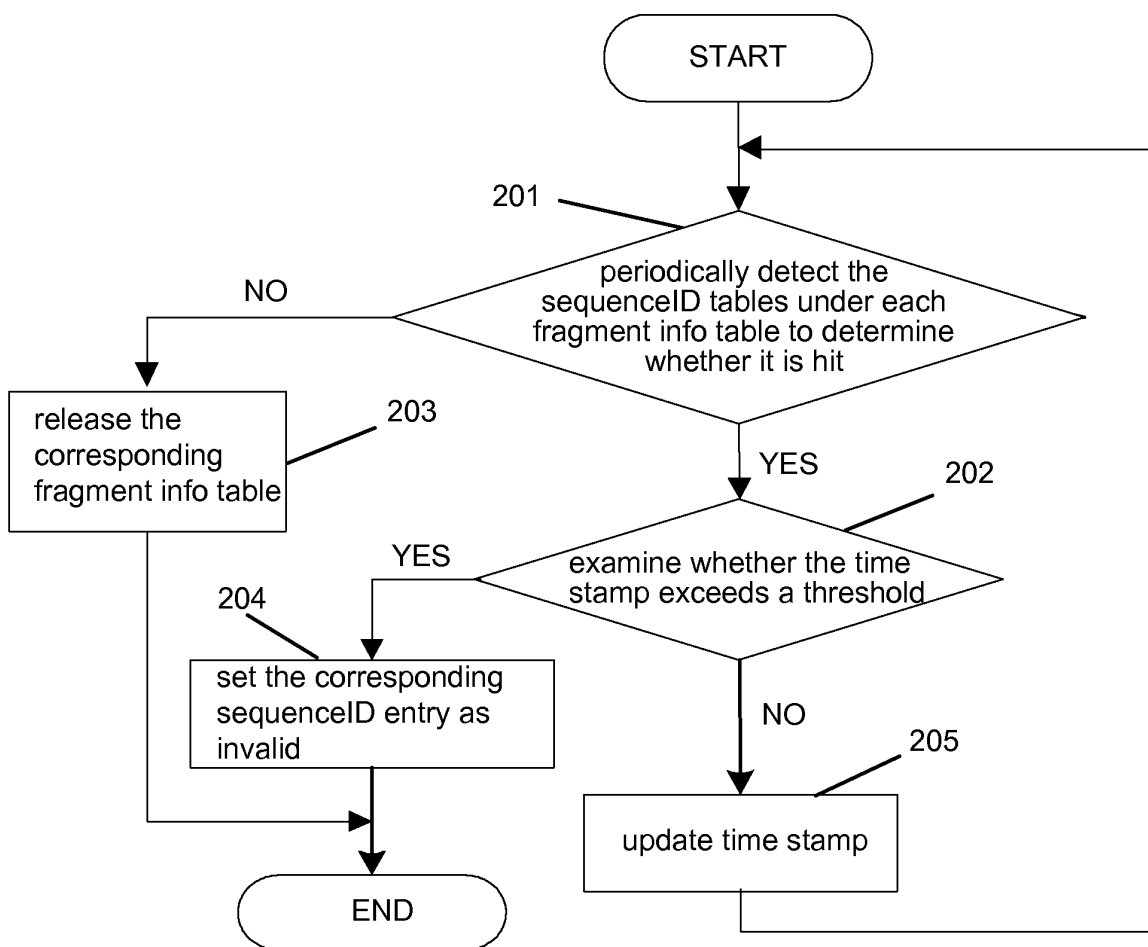 START
201
periodically detect the
sequenceID tables under each
fragment info table to determine
whether it is hit
NO
release the
corresponding
fragment info table
203
YES
202
examine whether the time
stamp exceeds a threshold
YES
204
set the corresponding
sequenceID entry as
invalid
NO
205
update time stamp
END